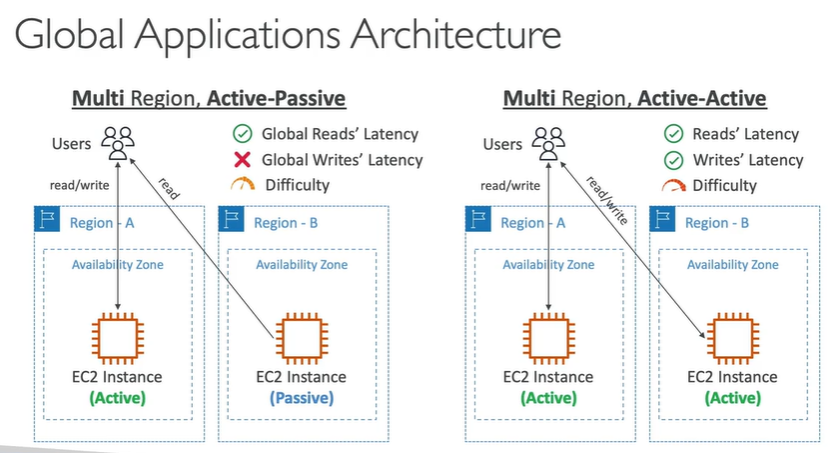 Global Applications Architecture
Multi Region, Active-Passive
Users
Global Reads' Latency
Global Writes' Latency
Difficulty
read/write
read
Region - A
Region - B
Availability Zone
Availability Zone
EC2 Instance
(Active)
EC2 Instance
(Passive)
Multi Region, Active-Active
Users
Reads' Latency
Writes' Latency
Difficulty
read/write
read/write
Region - A
Region - B
Availability Zone
Availability Zone
EC2 Instance
(Active)
EC2 Instance
(Active)